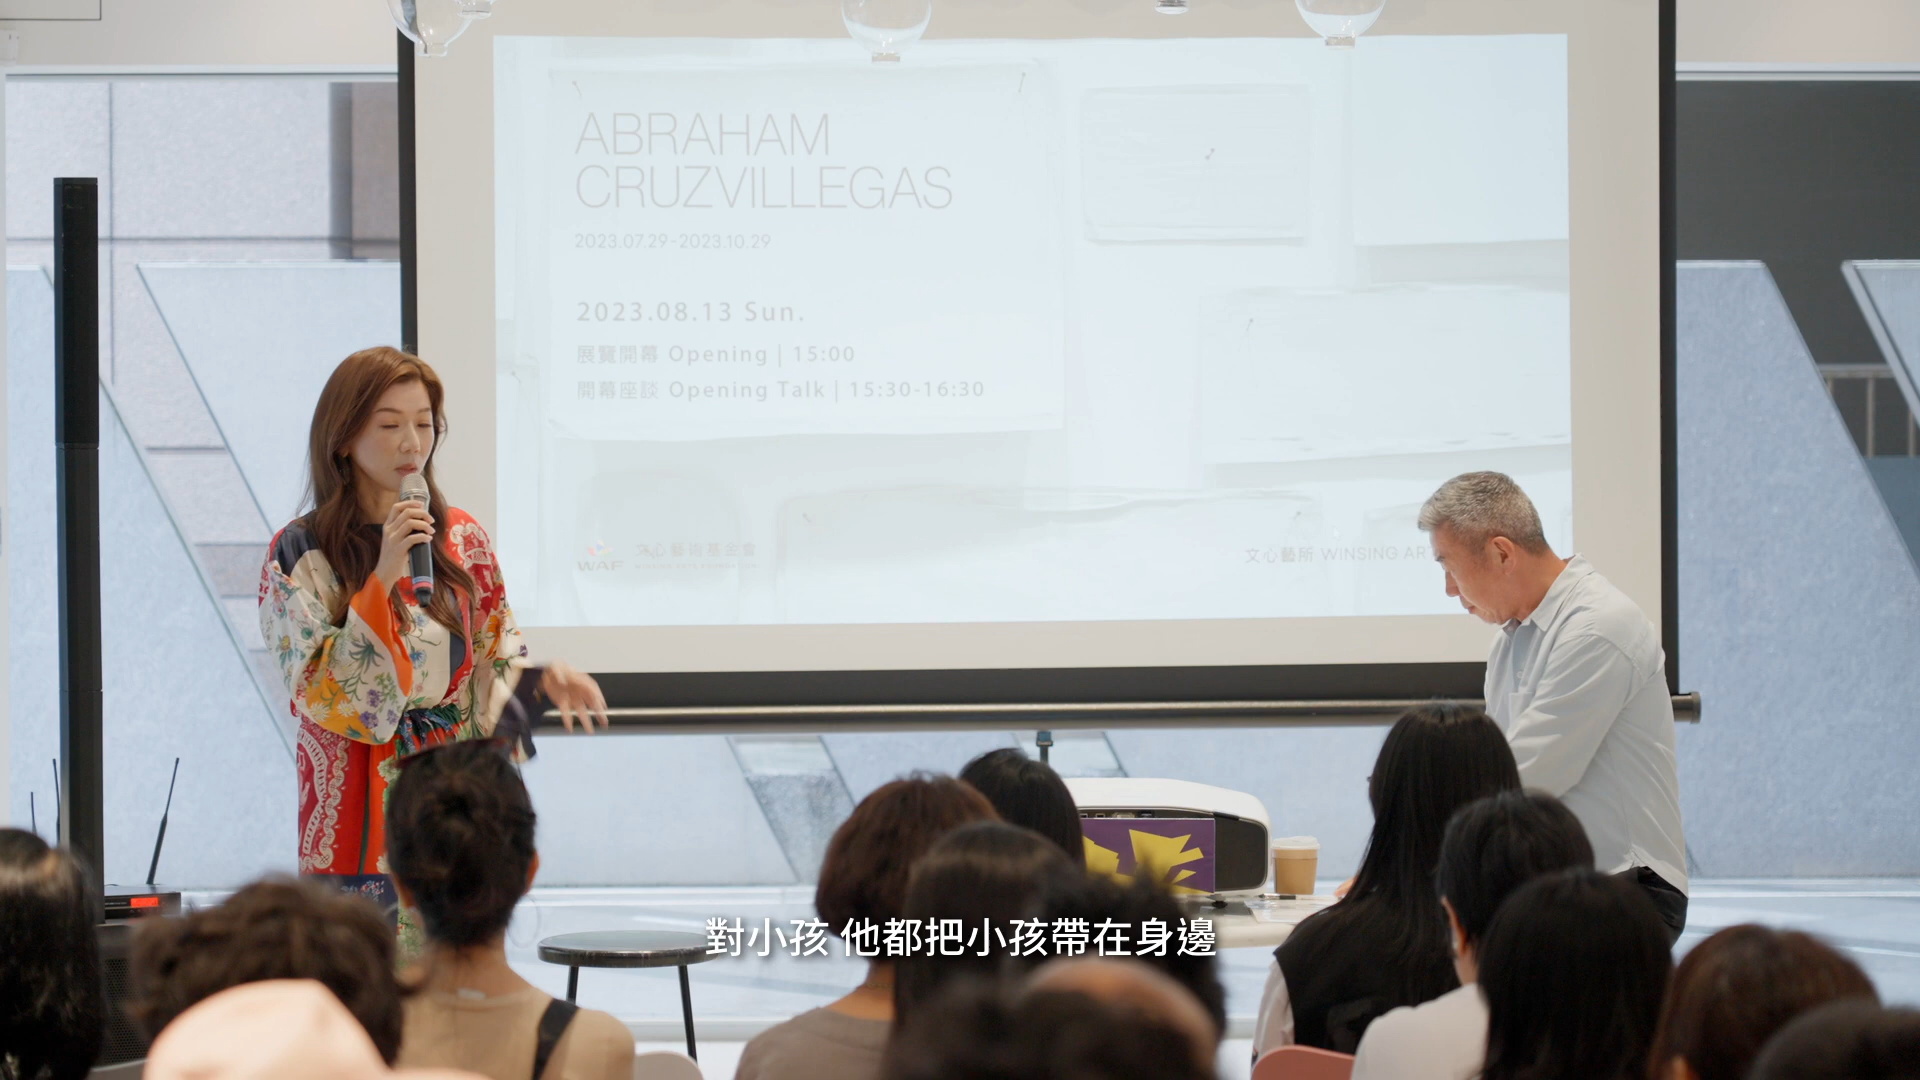 ABRAHAM
CRUZVILLEGAS
2023.07.29-2023.10.29
2023.08.13 Sun.
展覽開幕 Opening | 15:00
開幕座談 Opening Talk | 15:30-16:30
WAF 文心藝術基金會
文心藝所 WINSING AR
對小孩 他都把小孩帶在身邊